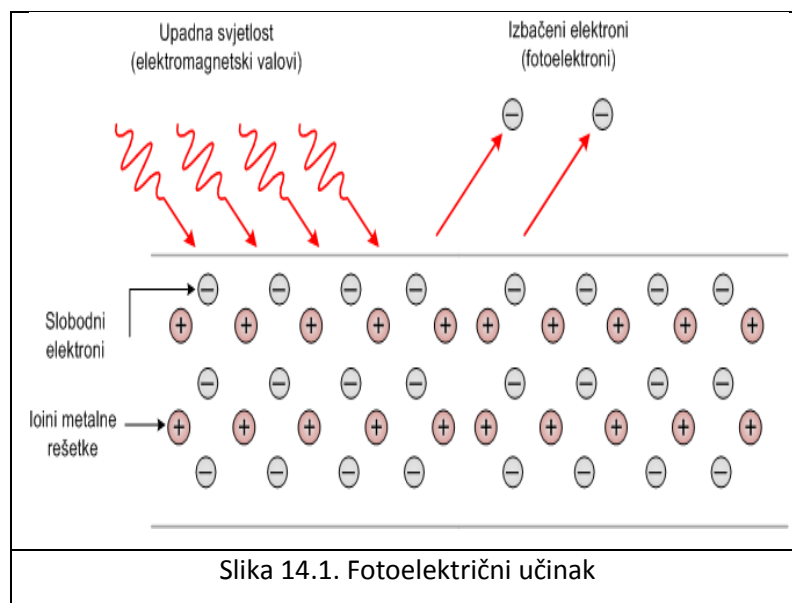 Upadna svjetlost
(elektromagnetski valovi)
Izbačeni elektroni
(fotoelektroni)
Slobodni
elektroni
Ioini metalne
rešetke
Slika 14.1. Fotoelektrični učinak